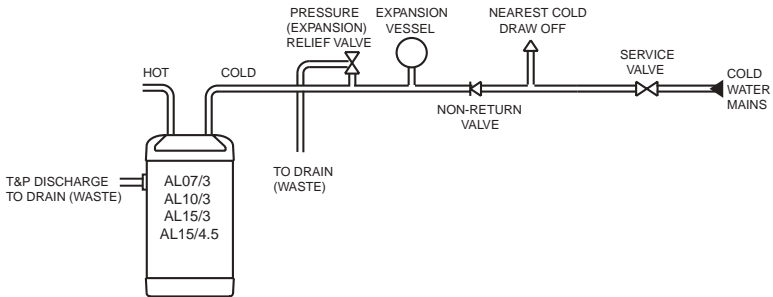 PRESSURE
(EXPANSION)
RELIEF VALVE
EXPANSION
VESSEL
NEAREST COLD
DRAW OFF
SERVICE
VALVE
HOT
COLD
COLD
WATER
MAINS
NON-RETURN
VALVE
TO DRAIN
(WASTE)
T&P DISCHARGE
TO DRAIN (WASTE)
AL07/3
AL10/3
AL15/3
AL15/4.5